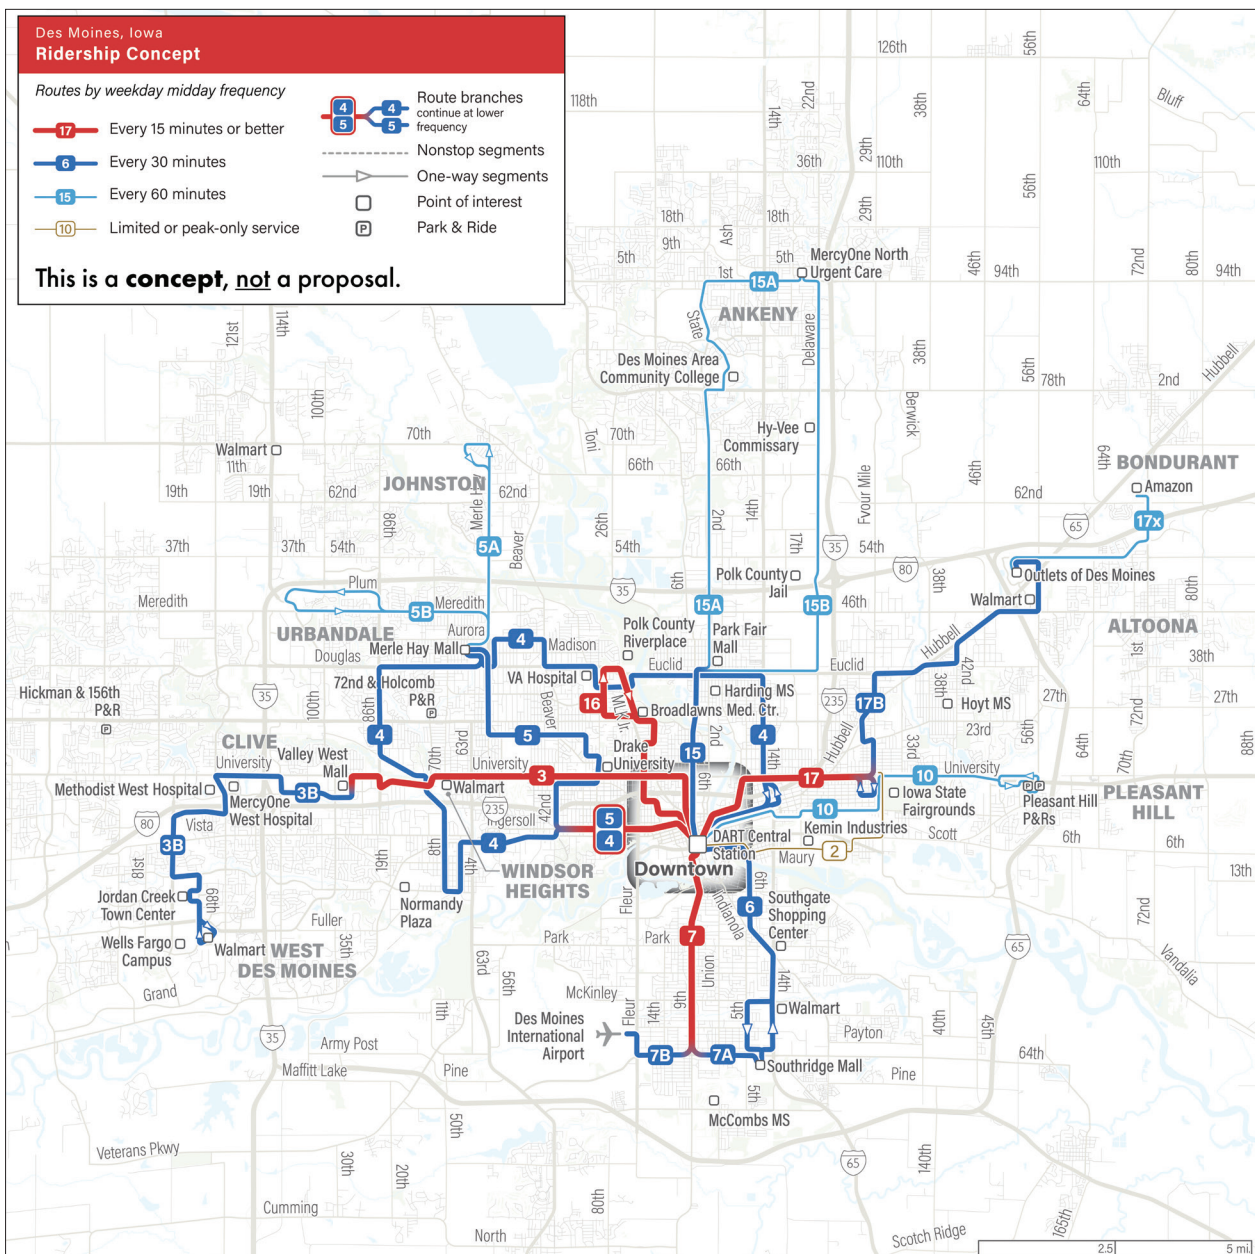 Des Moines, Iowa
Ridership Concept
Routes by weekday midday frequency
17 Every 15 minutes or better
6 Every 30 minutes
15 Every 60 minutes
10 Limited or peak-only service
4 4
5 5
Route branches
continue at lower
frequency
Nonstop segments
One-way segments
Point of interest
P Park & Ride
This is a concept, not a proposal.
126th
56th
118th
14th
22nd
38th
64th
Bluff
29th
36th
110th
110th
56th
18th
18th
29th
Ash
9th
5th
5th
MercyOne North
Urgent Care
1st
15A
46th
94th
72nd
80th
94th
ANKENY
State
Delaware
121st
114th
38th
Hubbell
Des Moines Area
Community College
56th
78th
2nd
100th
Berwick
Hy-Vee
Commissary
Toni
70th
70th
Walmart
11th
66th
66th
46th
64th
BONDURANT
Amazon
JOHNSTON
19th
19th
62nd
Merle Hay
62nd
Fvour Mile
62nd
86th
26th
2nd
14th
17x
65
37th
37th
54th
5A
Beaver
54th
17th
35
54th
80
38th
Plum
6th
Polk County
Jail
Outlets of Des Moines
80th
Meredith
5B
Meredith
35
15A
15B
46th
Walmart
URBANDALE
Aurora
Polk County
Riverplace
Park Fair
Mall
ALTOONA
Douglas
Merle Hay Mall
4
Madison
Hubbell
1st
38th
Euclid
Euclid
42nd
72nd & Holcomb
P&R
P
VA Hospital
Hickman & 156th
P&R
P
35
100th
86th
Harding MS
235
17B
38th
Hoyt MS
27th
27th
16
MLK Jr.
Broadlawns Med. Ctr.
72nd
CLIVE
4
63rd
Beaver
5
2nd
4
Hubbell
33rd
23rd
56th
64th
88th
University
Valley West
Mall
70th
University
Drake
University
15
14th
University
70th
Methodist West Hospital
3B
3
6th
17
10
MercyOne
West Hospital
Walmart
235
42nd
Iowa State
Fairgrounds
P P
Pleasant Hill
P&Rs
PLEASANT
HILL
80
Vista
Ingersoll
5
4
10
Kemin Industries
Scott
6th
6th
3B
8th
4
4th
DART Central
Station
Maury
2
81st
19th
WINDSOR
HEIGHTS
Downtown
13th
Jordan Creek
Town Center
68th
Normandy
Plaza
Fleur
Indianola
6th
6
Southgate
Shopping
Center
72nd
Fuller
Wells Fargo
Campus
Walmart
35th
Park
Park
7
65
WEST
DES MOINES
63rd
Union
14th
Vandalia
Grand
56th
McKinley
9th
11th
Fleur
14th
5th
Walmart
40th
45th
35
Des Moines
International
Airport
Payton
Army Post
64th
Maffitt Lake
Pine
7B
7A
Southridge Mall
Pine
5th
McCombs MS
50th
Veterans Pkwy
30th
20th
65
140th
Cumming
80th
165th
North
Scotch Ridge
2.5
5 mi